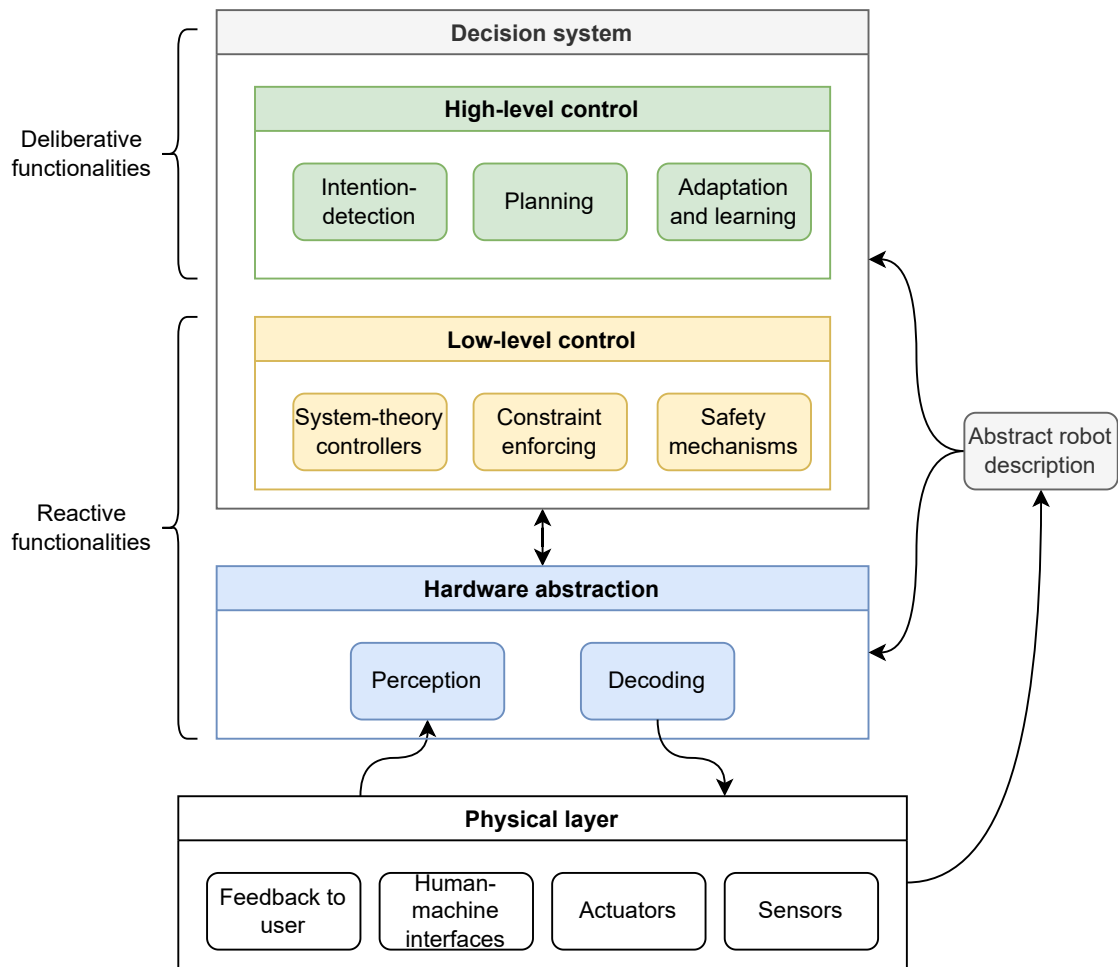 Decision system
High-level control
Deliberative
functionalities
Intention-
detection
Planning
Adaptation
and learning
Low-level control
System-theory
controllers
Constraint
enforcing
Safety
mechanisms
Abstract robot
description
Reactive
functionalities
Hardware abstraction
Perception
Decoding
Physical layer
Feedback to
user
Human-
machine
interfaces
Actuators
Sensors